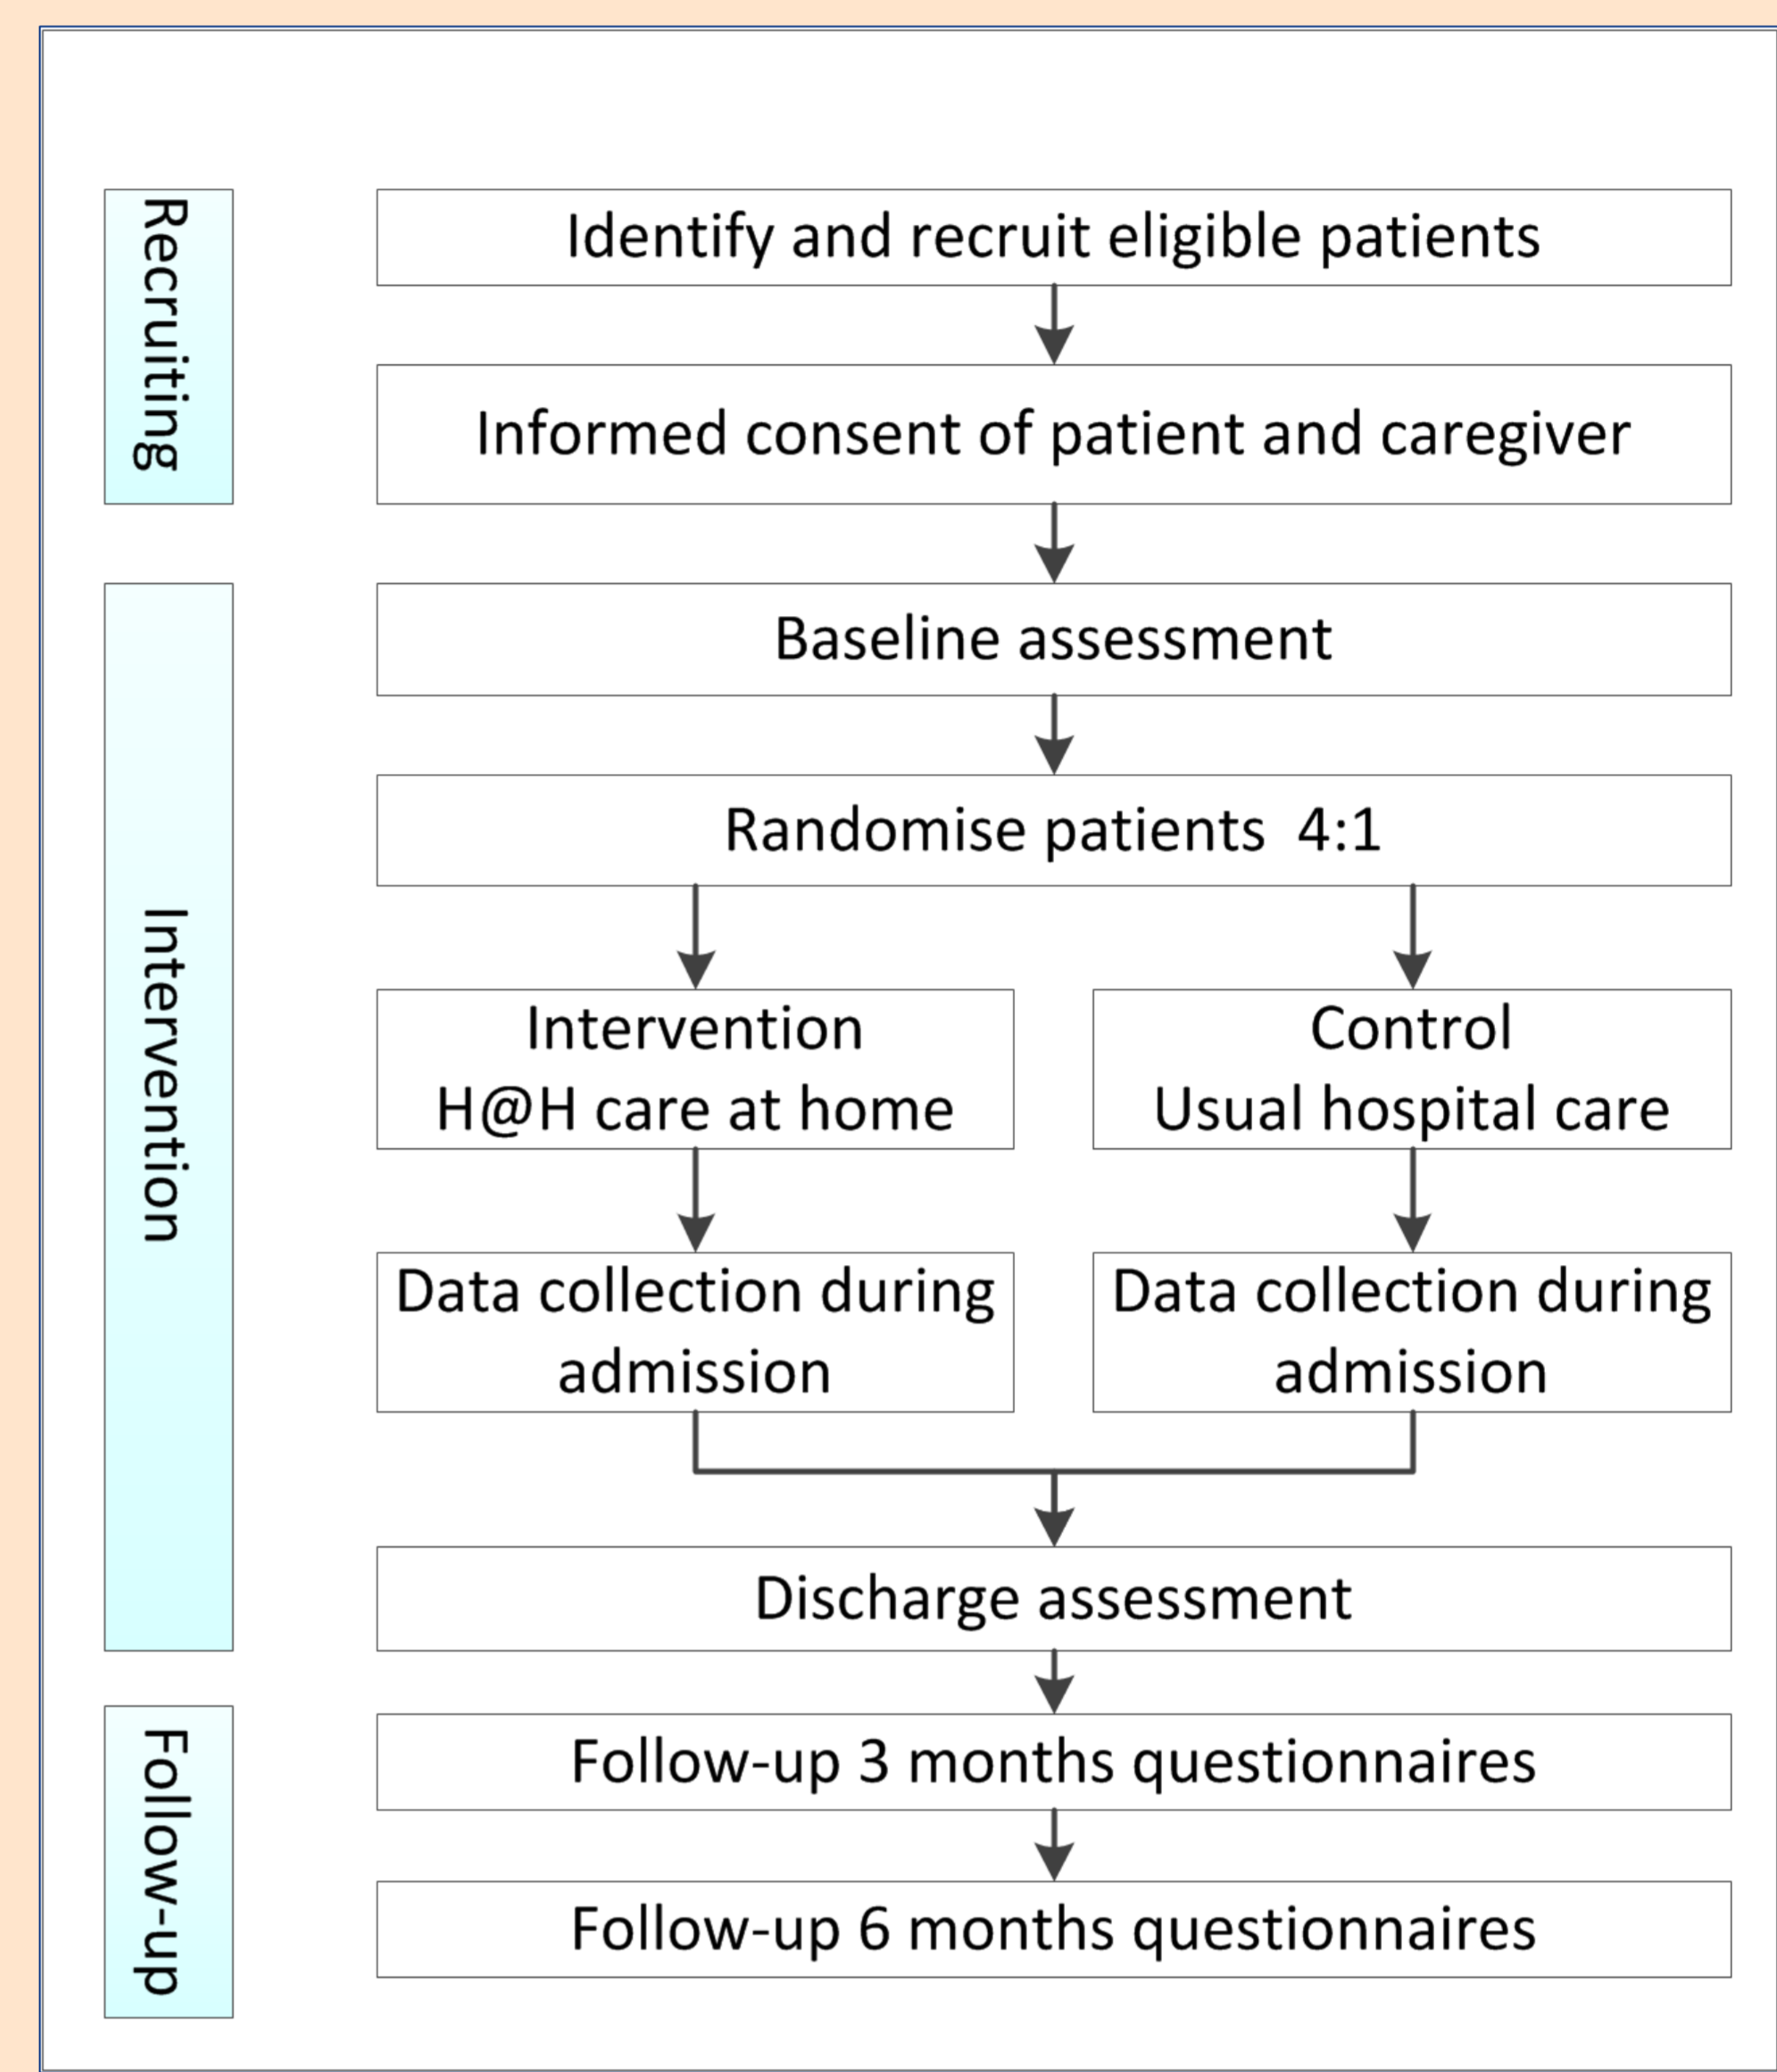 Recruiting
Identify and recruit eligible patients
Informed consent of patient and caregiver
Intervention
Baseline assessment
Randomise patients  4:1
Intervention
H@H care at home
Control
Usual hospital care
Data collection during
admission
Data collection during
admission
Discharge assessment
Follow-up
Follow-up 3 months questionnaires
Follow-up 6 months questionnaires